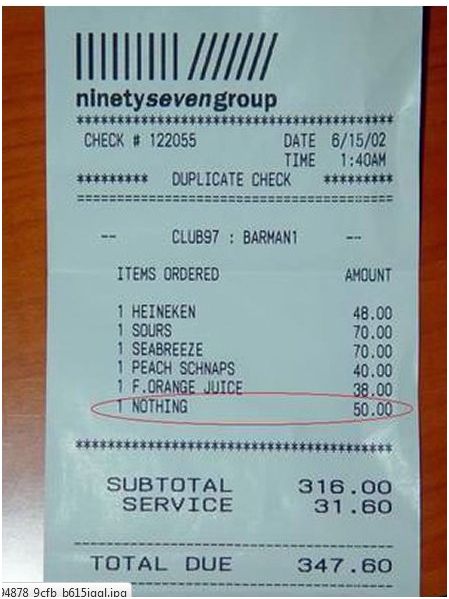 ninetysevengroup
****************************************
CHECK # 122055 DATE 6/15/02
TIME 1:40AM
********* DUPLICATE CHECK *********
========================================
-- CLUB97 : BARMAN1 --
ITEMS ORDERED AMOUNT
1 HEINEKEN 48.00
1 SOURS 70.00
1 SEABREEZE 70.00
1 PEACH SCHNAPS 40.00
1 F.ORANGE JUICE 38.00
1 NOTHING 50.00
****************************************
SUBTOTAL 316.00
SERVICE 31.60
----------------------------------------
TOTAL DUE 347.60
----------------------------------------